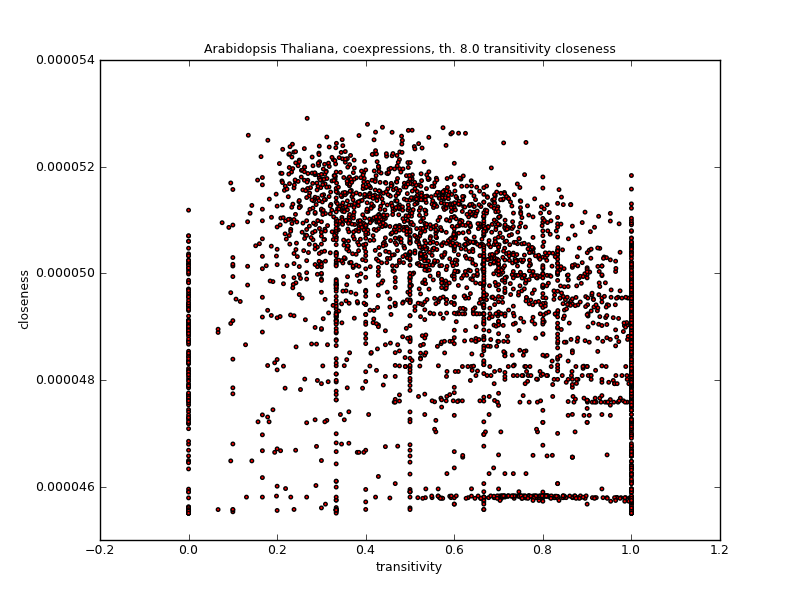 Arabidopsis Thaliana, coexpressions, th. 8.0 transitivity closeness
0.000054
0.000052
0.000050
0.000048
0.000046
closeness
−0.2 0.0 0.2 0.4 0.6 0.8 1.0 1.2
transitivity